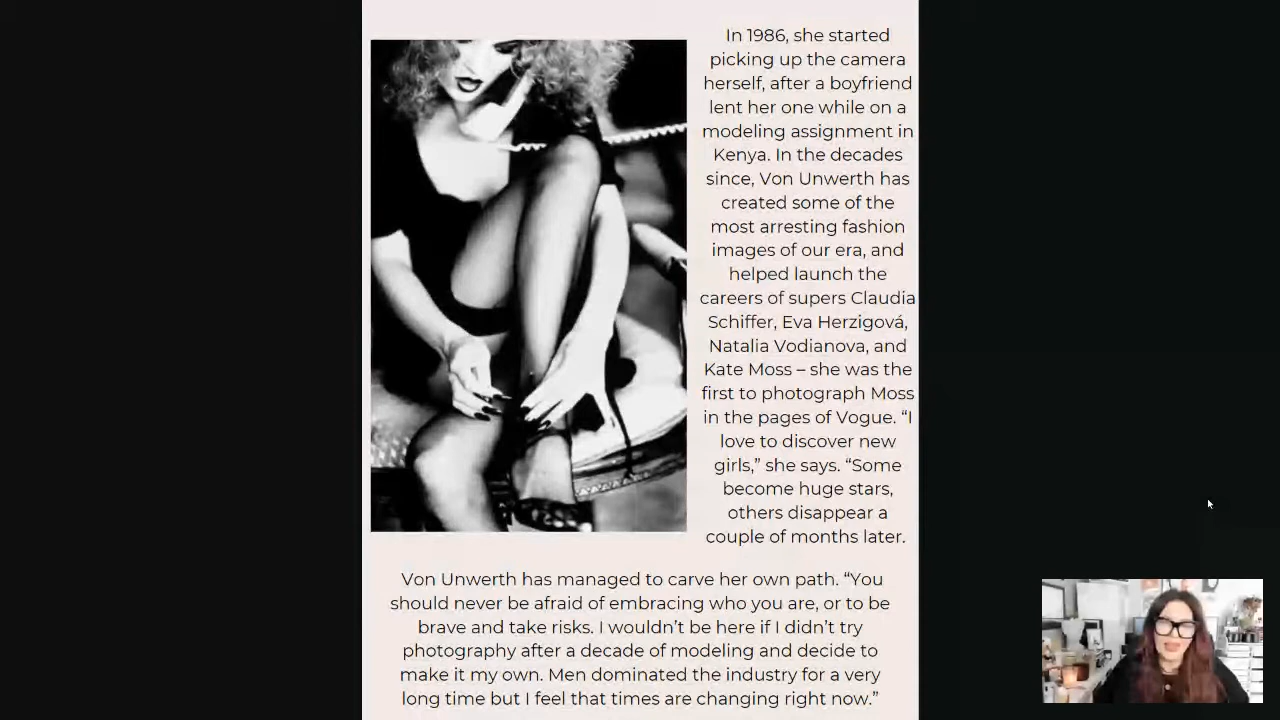 In 1986, she started
picking up the camera
herself, after a boyfriend
lent her one while on a
modeling assignment in
Kenya. In the decades
since, Von Unwerth has
created some of the
most arresting fashion
images of our era, and
helped launch the
careers of supers Claudia
Schiffer, Eva Herzigová,
Natalia Vodianova, and
Kate Moss – she was the
first to photograph Moss
in the pages of Vogue. “I
love to discover new
girls,” she says. “Some
become huge stars,
others disappear a
couple of months later.
Von Unwerth has managed to carve her own path. “You
should never be afraid of embracing who you are, or to be
brave and take risks. I wouldn’t be here if I didn’t try
photography after a decade of modeling and decide to
make it my own. Men dominated the industry for a very
long time but I feel that times are changing right now.”